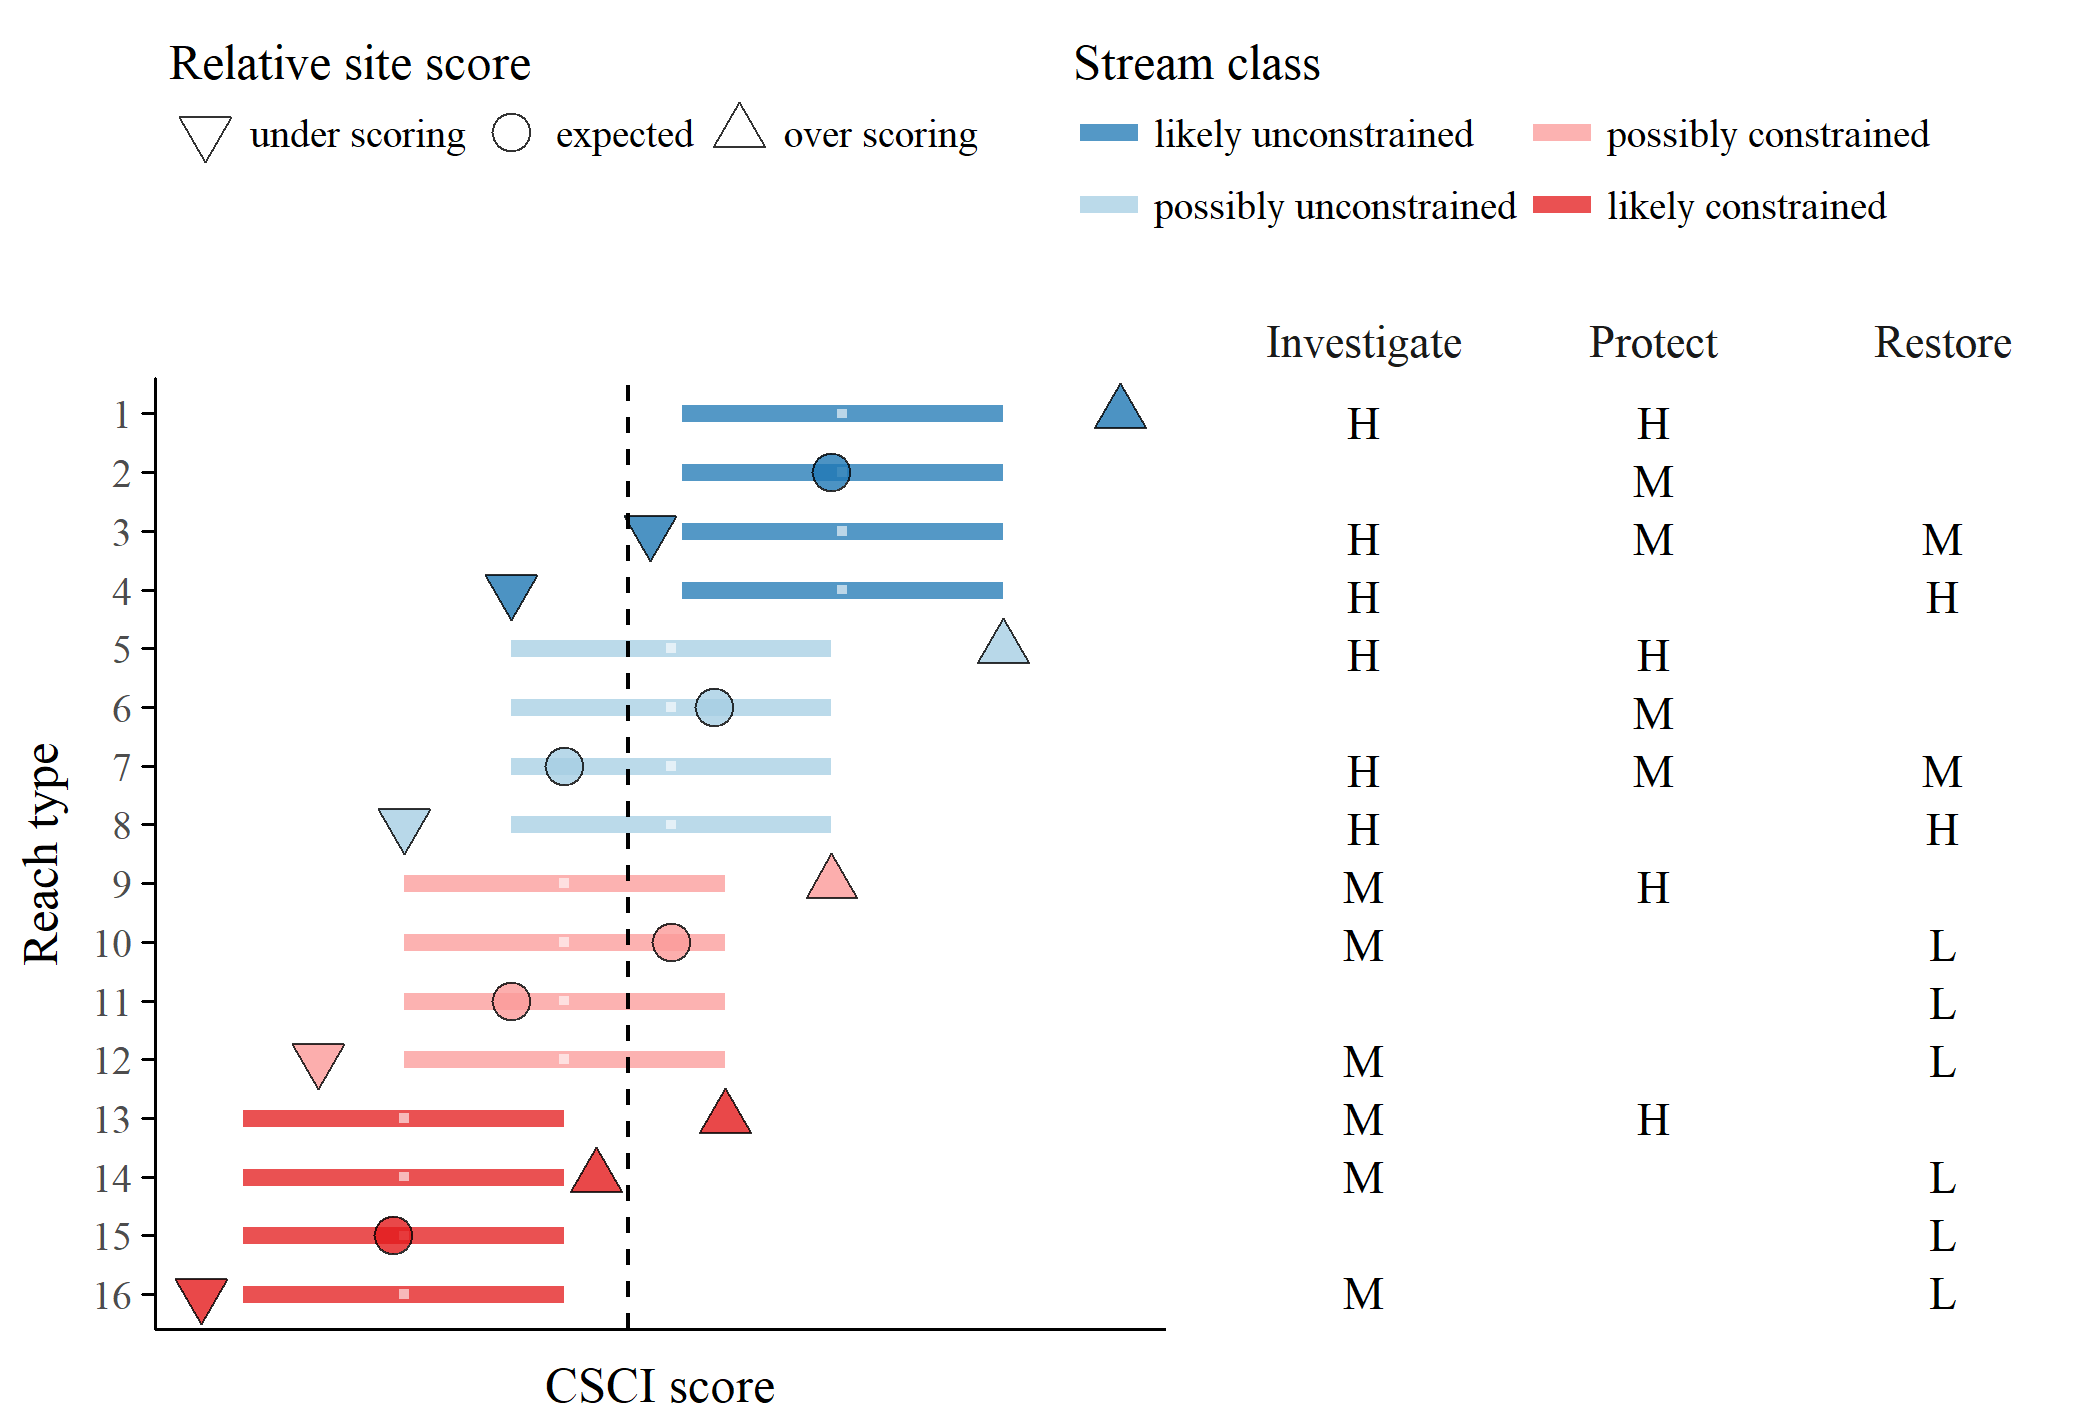 Relative site score
under scoring expected over scoring
Stream class
likely unconstrained possibly constrained
possibly unconstrained likely constrained
Investigate Protect Restore
1 H H
2 M
3 H M M
4 H H
5 H H
6 M
7 H M M
8 H H
9 M H
10 M L
11 L
12 M L
13 M H
14 M L
15 L
16 M L
Reach type
CSCI score